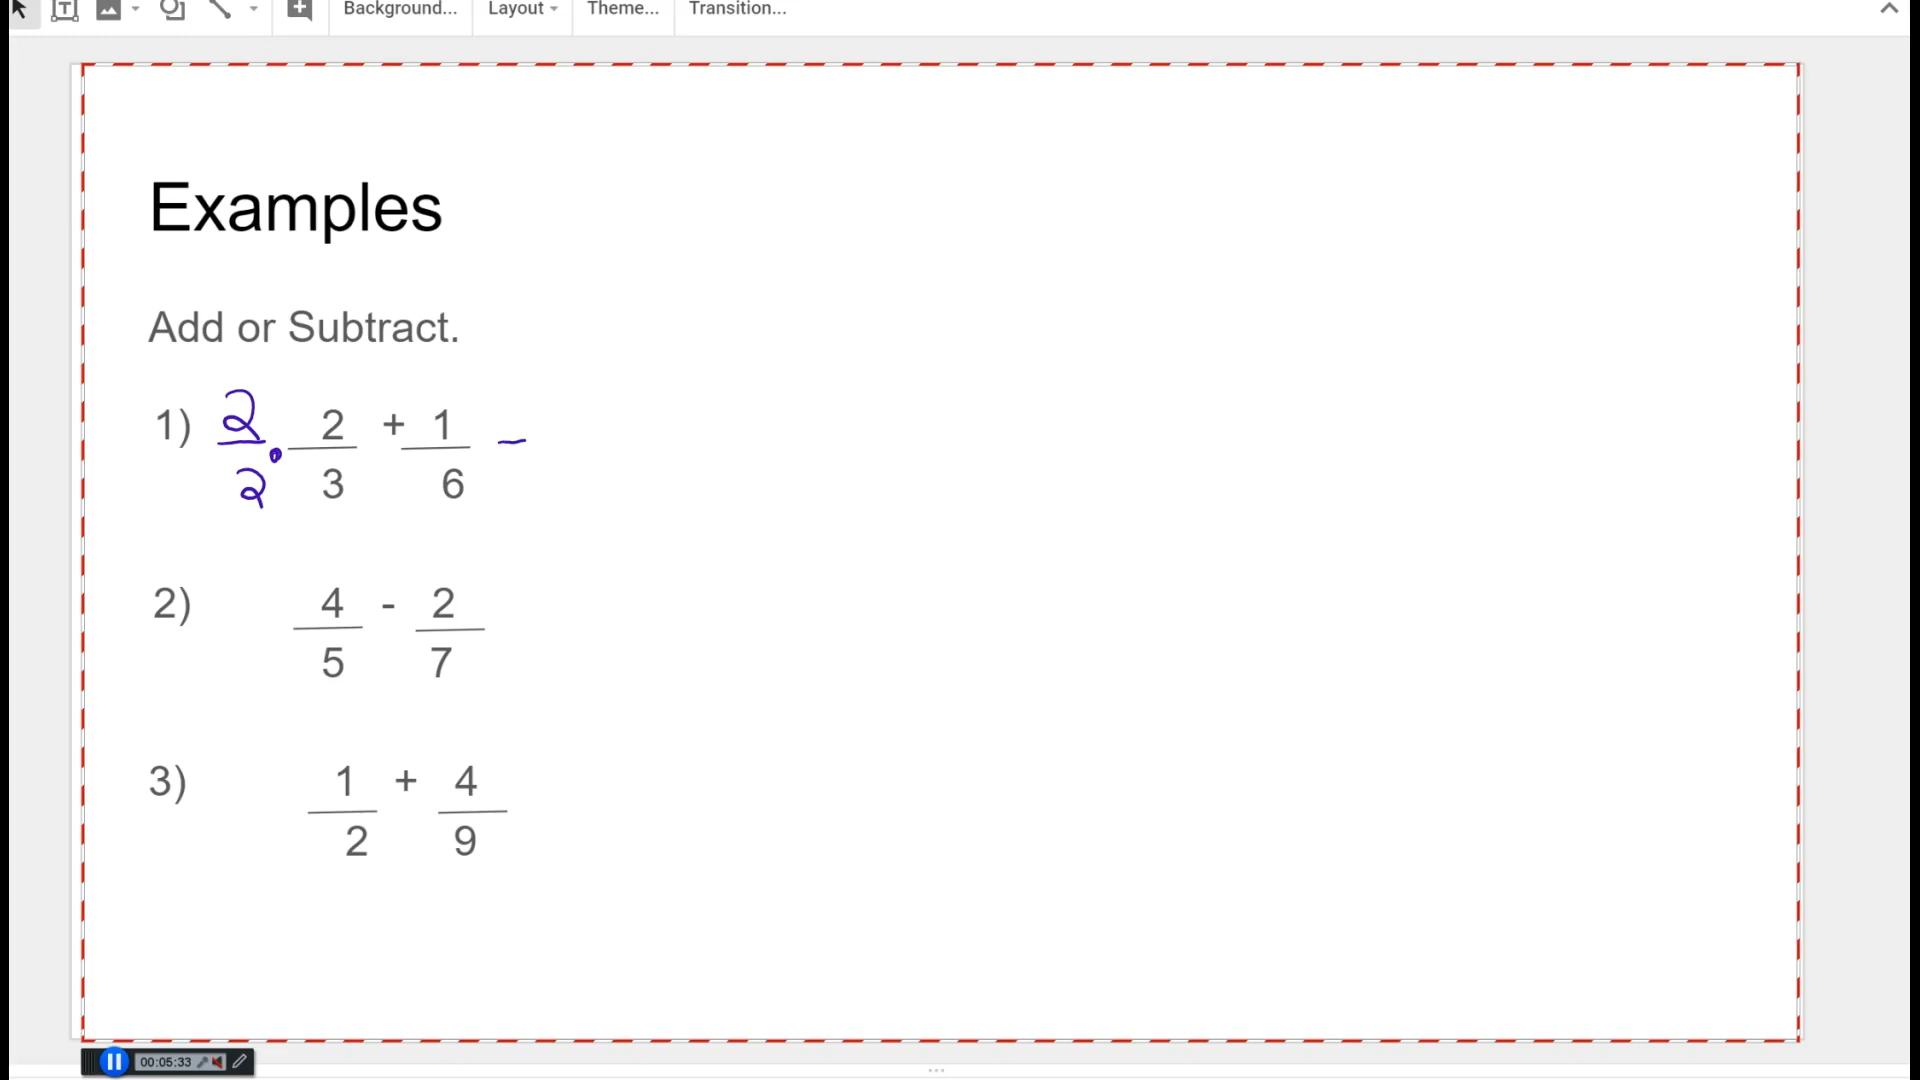 Background... Layout Theme... Transition...
Examples
Add or Subtract.
1) 2 2 + 1 –
2 . 3 6
2) 4 - 2
5 7
3) 1 + 4
2 9
00:05:33